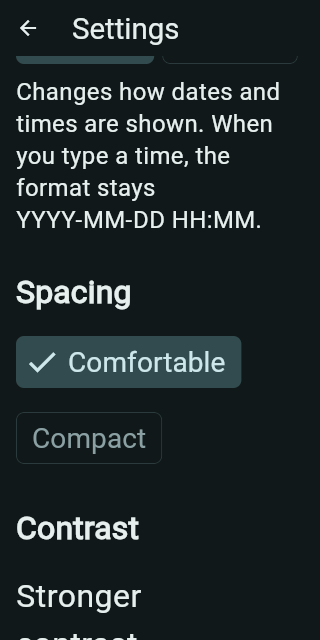 Settings
Changes how dates and
times are shown. When
you type a time, the
format stays
YYYY-MM-DD HH:MM.
Spacing
Comfortable
Compact
Contrast
Stronger
contrast